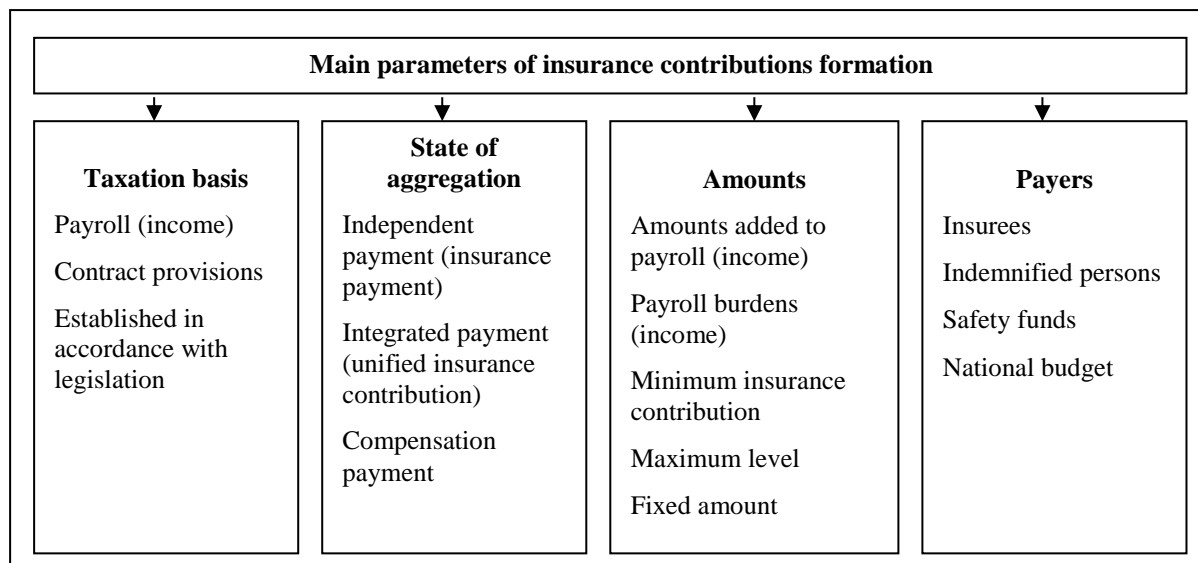 Main parameters of insurance contributions formation
Taxation basis
Payroll (income)
Contract provisions
Established in
accordance with
legislation
State of
aggregation
Independent
payment (insurance
payment)
Integrated payment
(unified insurance
contribution)
Compensation
payment
Amounts
Amounts added to
payroll (income)
Payroll burdens
(income)
Minimum insurance
contribution
Maximum level
Fixed amount
Payers
Insurees
Indemnified persons
Safety funds
National budget